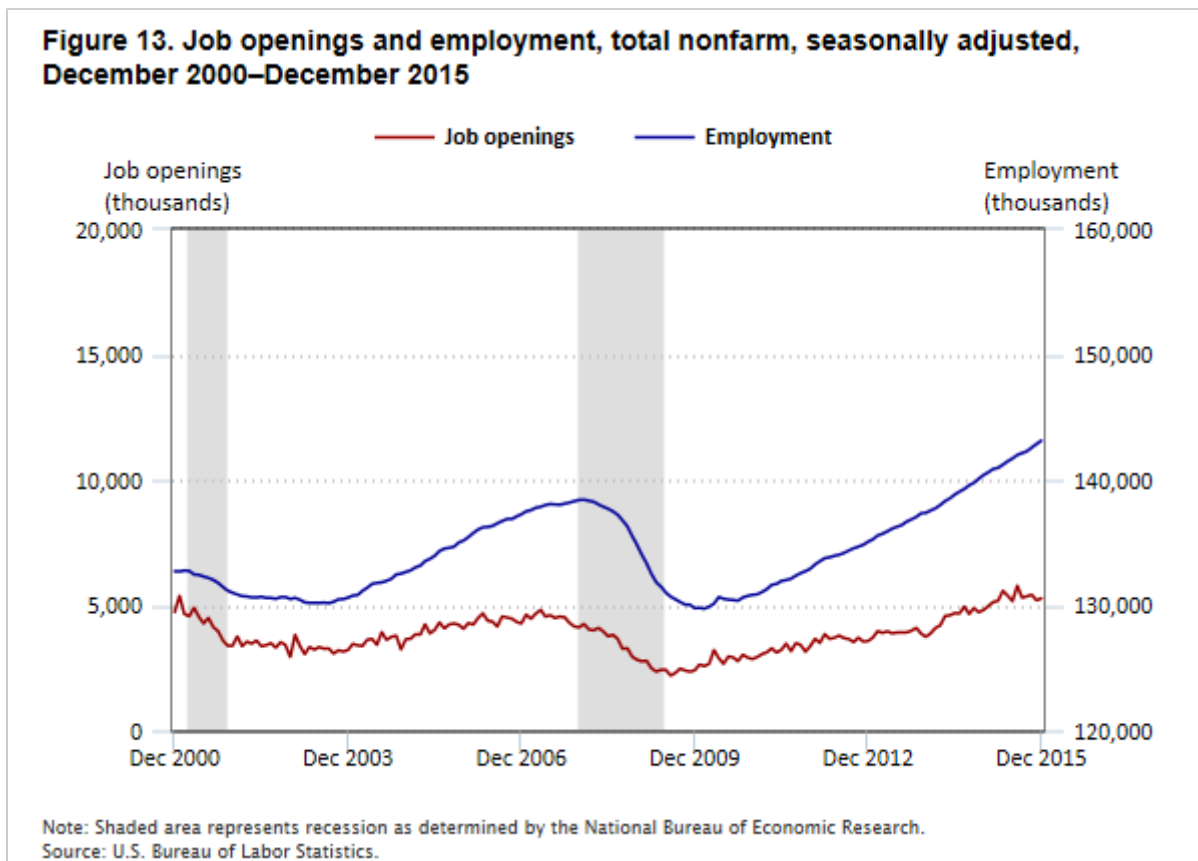 Figure 13. Job openings and employment, total nonfarm, seasonally adjusted,
December 2000–December 2015
Job openings
Employment
Job openings
(thousands)
Employment
(thousands)
20,000
160,000
15,000
150,000
10,000
140,000
5,000
130,000
0
120,000
Dec 2000
Dec 2003
Dec 2006
Dec 2009
Dec 2012
Dec 2015
Note: Shaded area represents recession as determined by the National Bureau of Economic Research.
Source: U.S. Bureau of Labor Statistics.